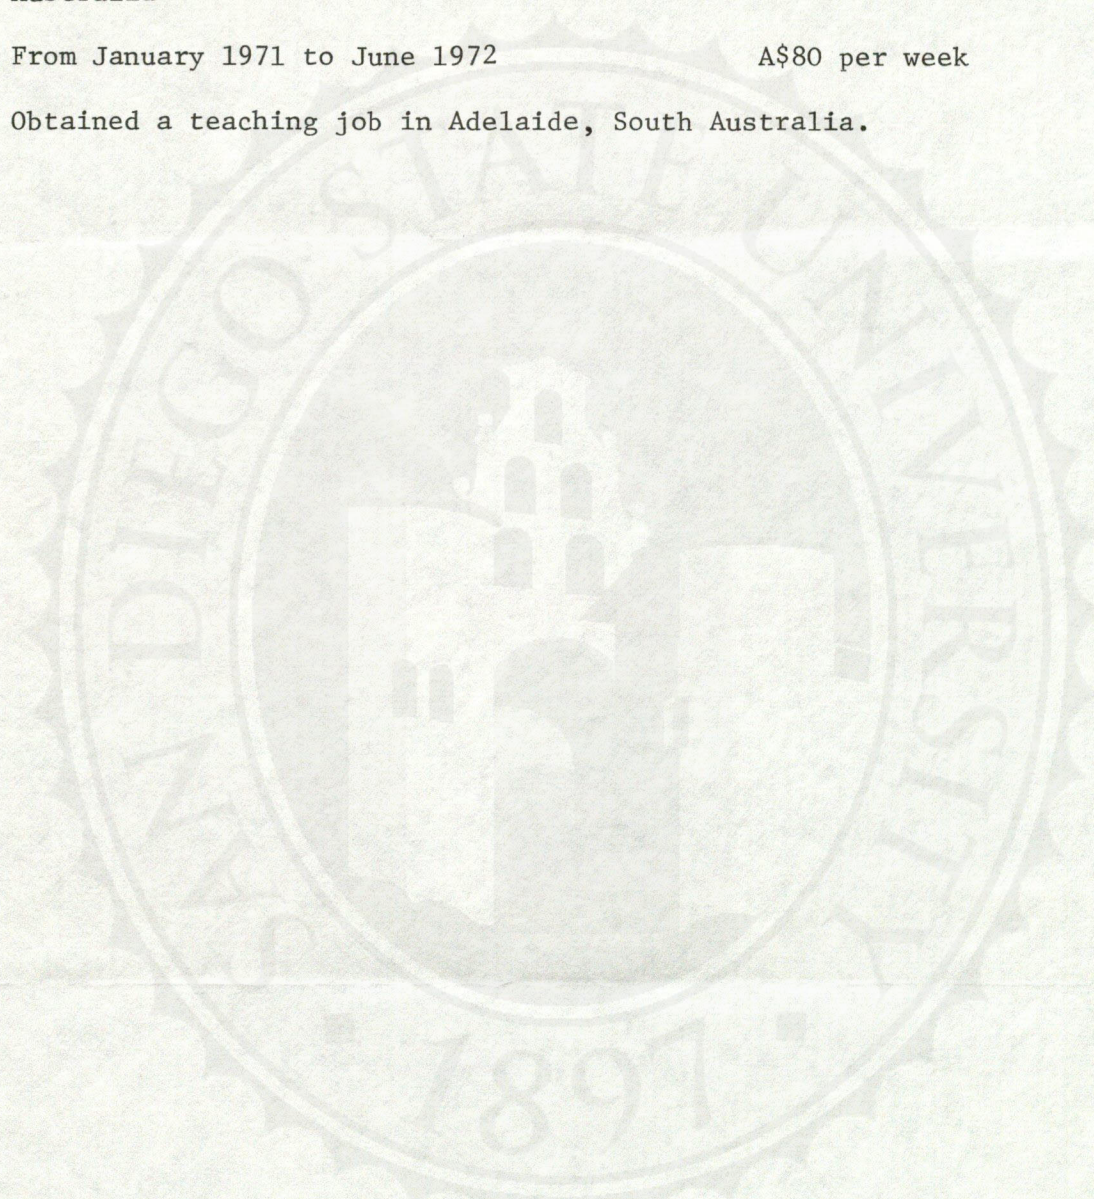 From January 1971 to June 1972 A$80 per week
Obtained a teaching job in Adelaide, South Australia.
SAN DIEGO STATE UNIVERSITY
1897